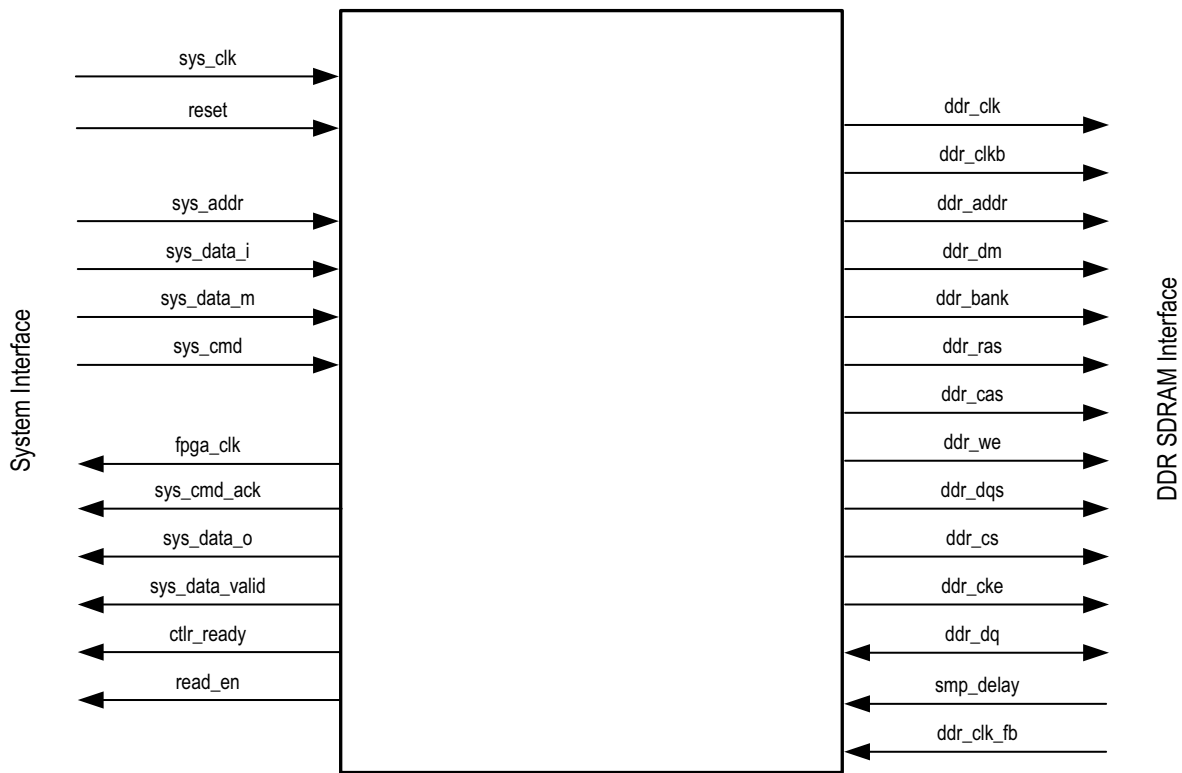 System Interface
sys_clk
reset
sys_addr
sys_data_i
sys_data_m
sys_cmd
fpga_clk
sys_cmd_ack
sys_data_o
sys_data_valid
ctlr_ready
read_en
ddr_clk
ddr_clkb
ddr_addr
ddr_dm
ddr_bank
ddr_ras
ddr_cas
ddr_we
ddr_dqs
ddr_cs
ddr_cke
ddr_dq
smp_delay
ddr_clk_fb
DDR SDRAM Interface